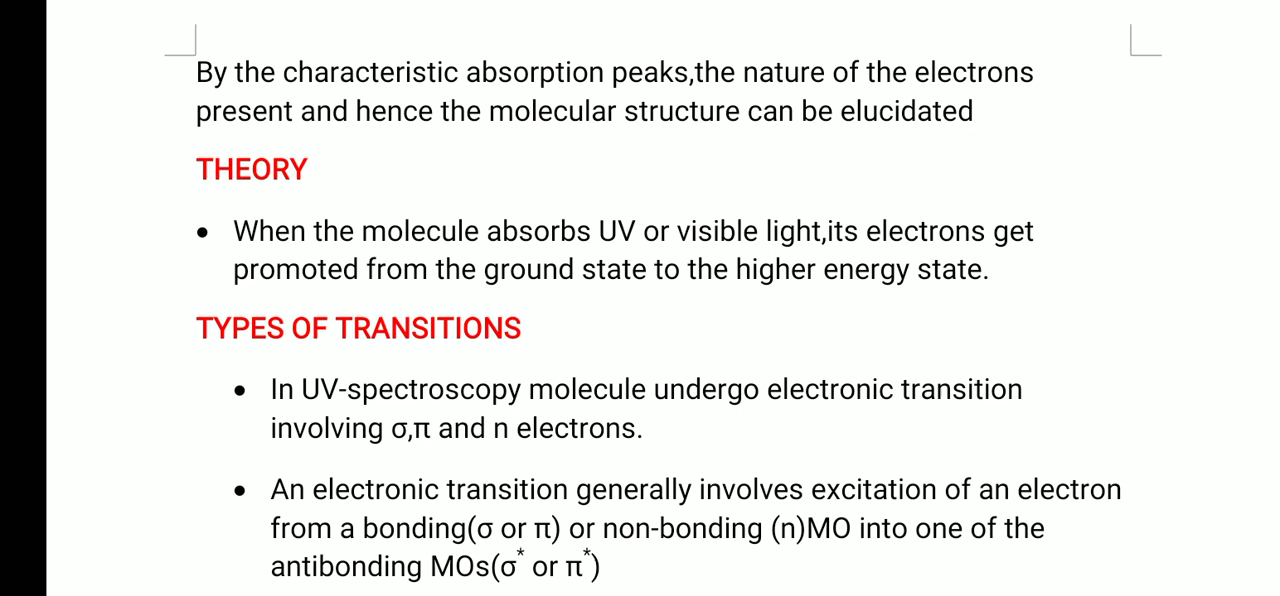 By the characteristic absorption peaks,the nature of the electrons
present and hence the molecular structure can be elucidated
THEORY
• When the molecule absorbs UV or visible light,its electrons get
promoted from the ground state to the higher energy state.
TYPES OF TRANSITIONS
• In UV-spectroscopy molecule undergo electronic transition
involving σ,π and n electrons.
• An electronic transition generally involves excitation of an electron
from a bonding(σ or π) or non-bonding (n)MO into one of the
antibonding MOs(σ* or π*)